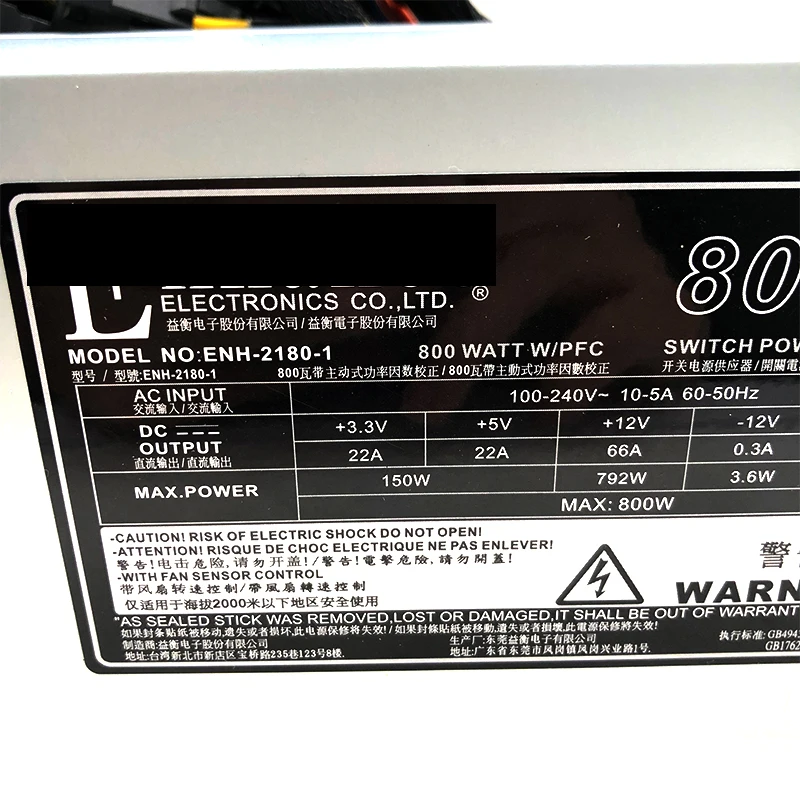 E
ELECTRONICS CO.,LTD. ®
益衡电子股份有限公司 / 益衡電子股份有限公司
80
MODEL NO:ENH-2180-1 800 WATT W/PFC
型号 / 型號:ENH-2180-1 800瓦带主动式功率因数校正 / 800瓦帶主動式功率因數校正
SWITCH POW
开关电源供应器 / 開關電
AC INPUT 100-240V~ 10-5A 60-50Hz
交流输入 / 交流輸入
DC +3.3V +5V +12V -12V
OUTPUT 22A 22A 66A 0.3A
直流输出 / 直流輸出
MAX.POWER 150W 792W 3.6W
MAX: 800W
-CAUTION! RISK OF ELECTRIC SHOCK DO NOT OPEN!
-ATTENTION! RISQUE DE CHOC ELECTRIQUE NE PAS ENLEVER!
警告!电击危险,请勿开盖! / 警告!電擊危險,請勿開蓋!
-WITH FAN SENSOR CONTROL
带风扇转速控制 / 帶風扇轉速控制
仅适用于海拔2000米以下地区安全使用
警
WARN
*AS SEAL STICK WAS REMOVED,LOST OR DAMAGED,IT SHALL BE OUT OF WARRANT
如果封条贴纸被移动,遗失或者损坏,此电源保修将失效! / 如果封條貼紙被移動,遺失或者損壞,此電源保修將失效!
制造商:益衡电子股份有限公司
地址:台湾新北市新店区宝桥路235巷123号8楼.
生产企业:东莞益衡电子有限公司
地址:广东省东莞市凤岗镇凤岗兴业路1号.
执行标准:GB494
GB1762